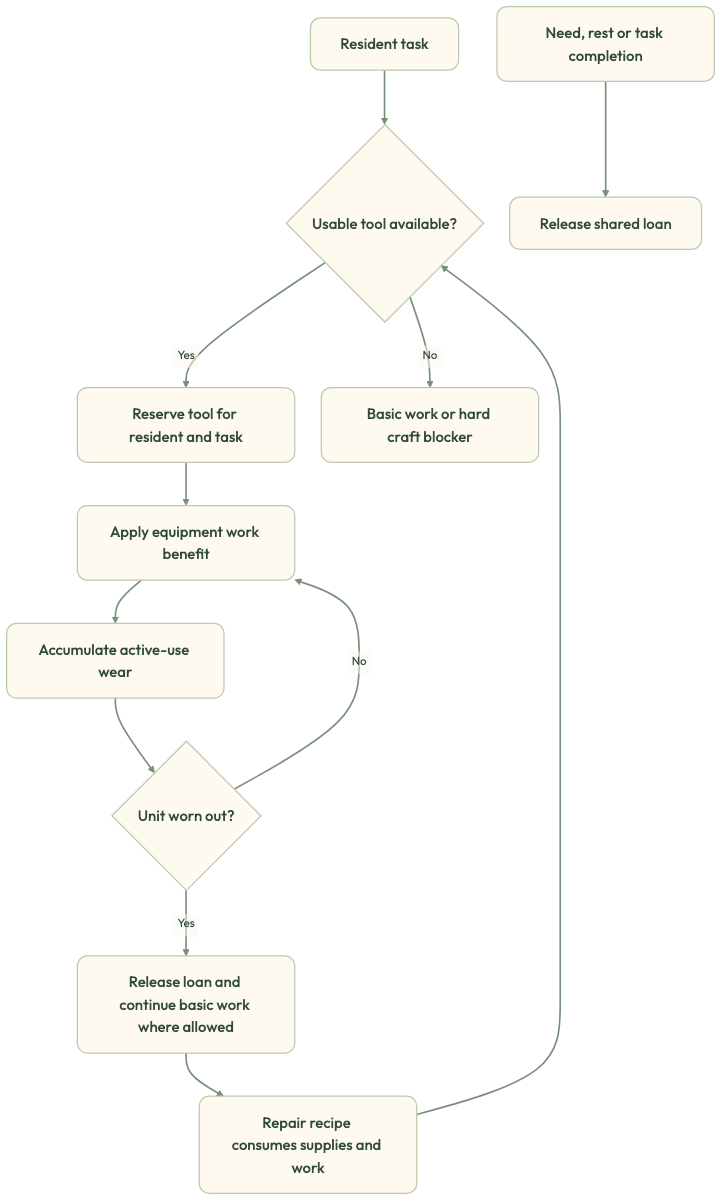 Resident task
Need, rest or task
completion
Usable tool available?
Release shared loan
Yes
No
Reserve tool for
resident and task
Basic work or hard
craft blocker
Apply equipment work
benefit
Accumulate active-use
wear
No
Unit worn out?
Yes
Release loan and
continue basic work
where allowed
Repair recipe
consumes supplies and
work